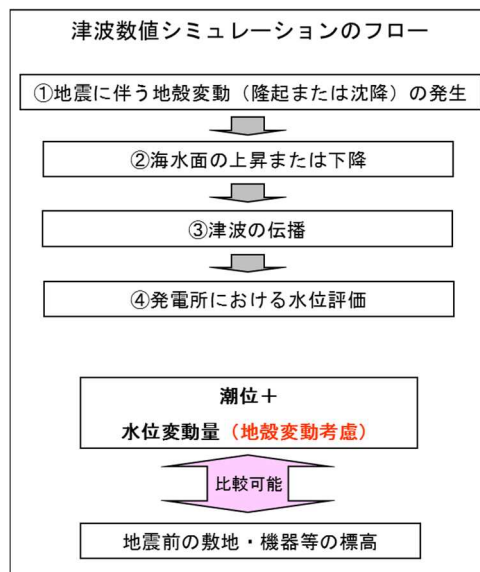 津波数値シミュレーションのフロー
①地震に伴う地殻変動（隆起または沈降）の発生
②海水面の上昇または下降
③津波の伝播
④発電所における水位評価
潮位＋
水位変動量（地殻変動考慮）
比較可能
地震前の敷地・機器等の標高